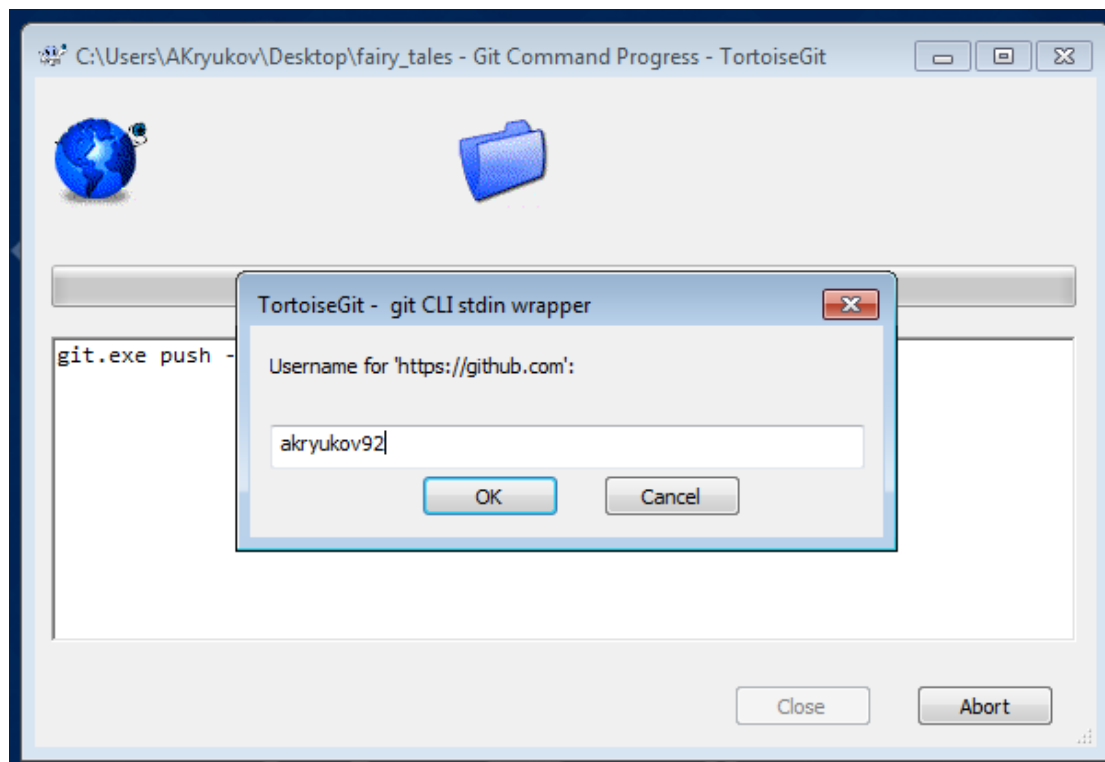 C:\Users\AKryukov\Desktop\fairy_tales - Git Command Progress - TortoiseGit
TortoiseGit -  git CLI stdin wrapper
git.exe push -
Username for 'https://github.com':
akryukov92
OK Cancel
Close Abort